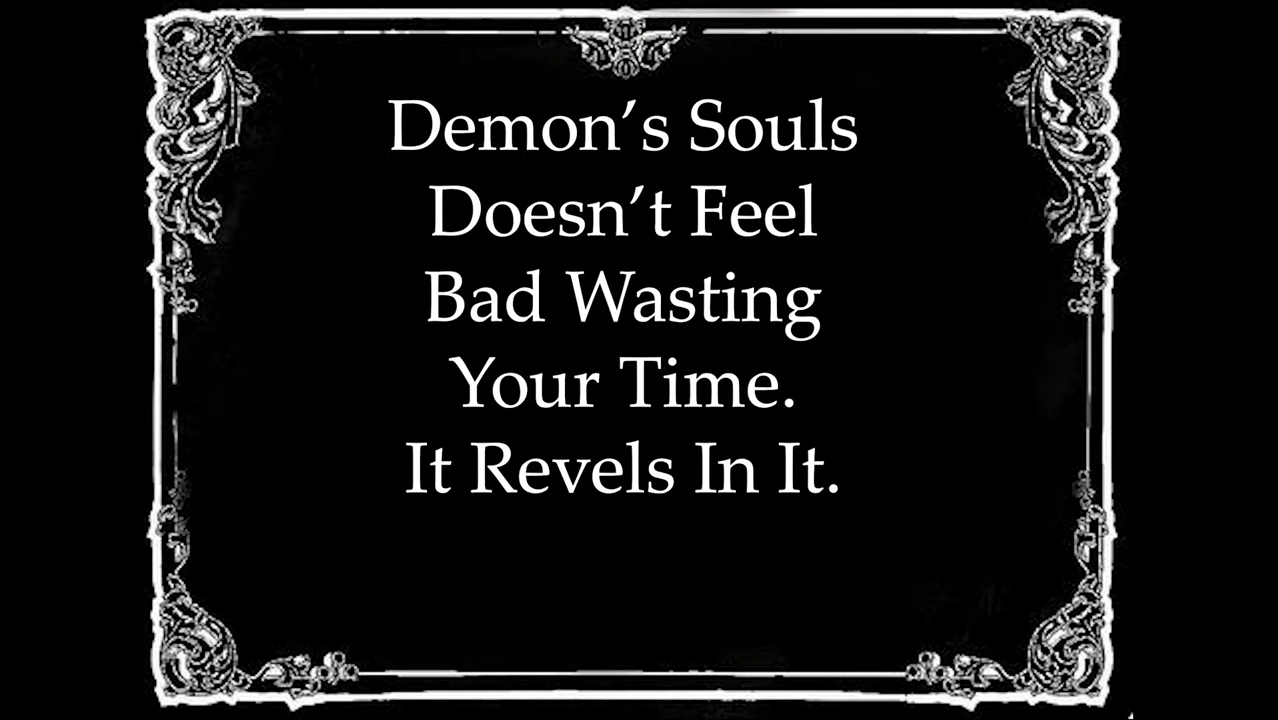 Demon’s Souls
Doesn’t Feel
Bad Wasting
Your Time.
It Revels In It.